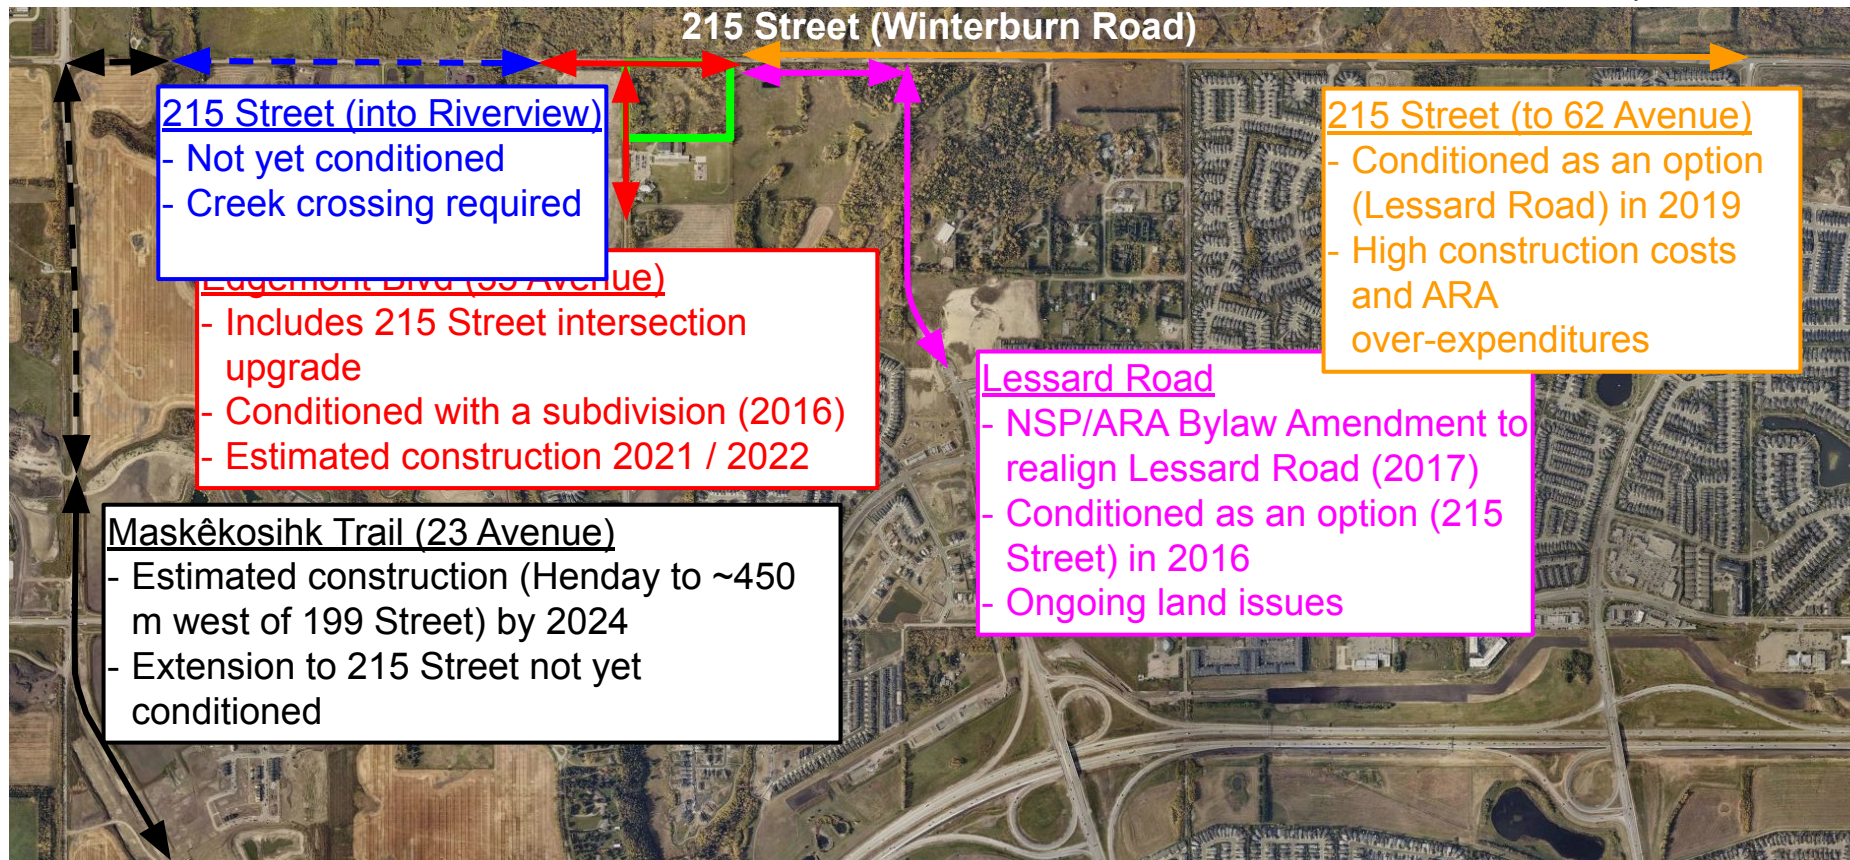 215 Street (Winterburn Road)
215 Street (into Riverview)
- Not yet conditioned
- Creek crossing required
215 Street (to 62 Avenue)
- Conditioned as an option
(Lessard Road) in 2019
- High construction costs
and ARA
over-expenditures
Edgemont Blvd (35 Avenue)
- Includes 215 Street intersection
upgrade
- Conditioned with a subdivision (2016)
- Estimated construction 2021 / 2022
Lessard Road
- NSP/ARA Bylaw Amendment to
realign Lessard Road (2017)
- Conditioned as an option (215
Street) in 2016
- Ongoing land issues
Maskêkosihk Trail (23 Avenue)
- Estimated construction (Henday to ~450
m west of 199 Street) by 2024
- Extension to 215 Street not yet
conditioned